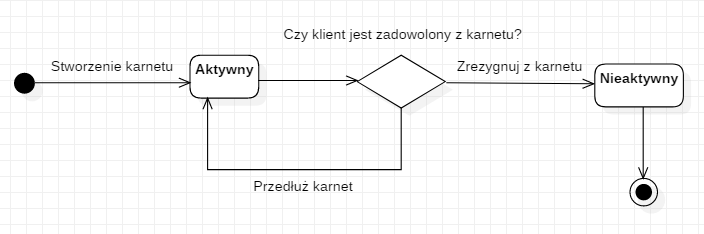 Czy klient jest zadowolony z karnetu?
Stworzenie karnetu
Aktywny
Zrezygnuj z karnetu
Nieaktywny
Przedłuż karnet